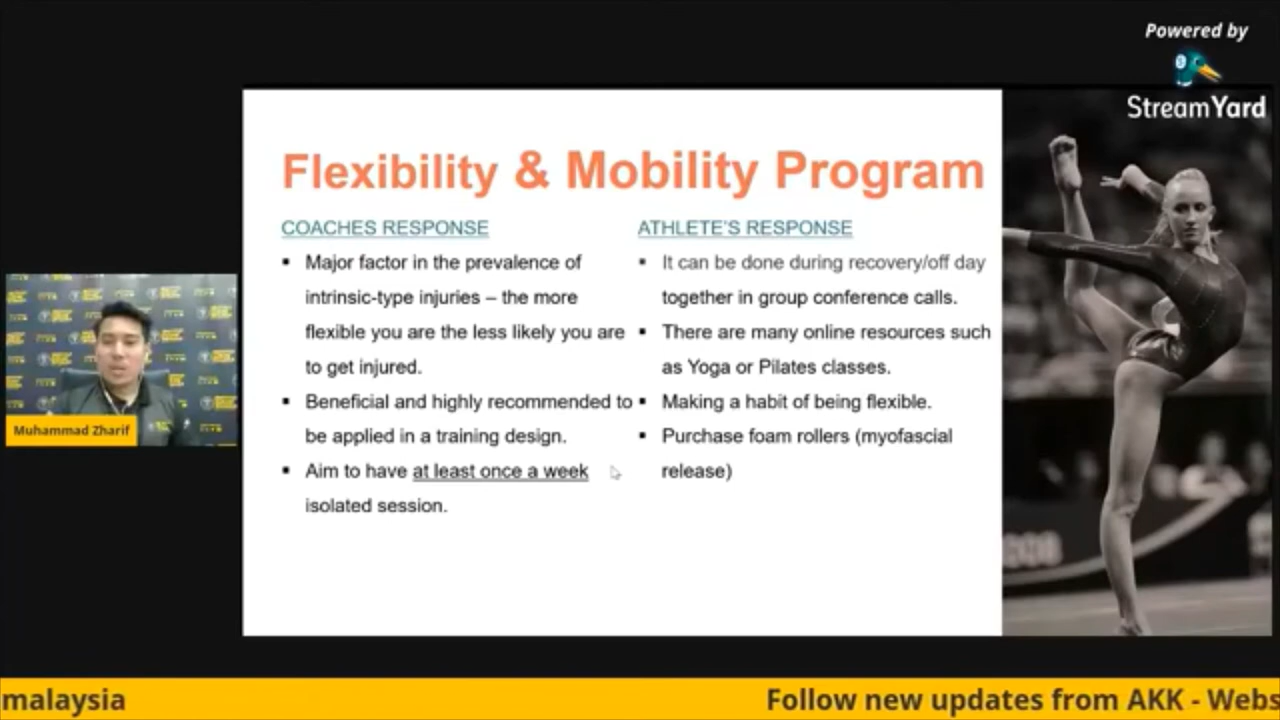 Powered by
StreamYard
Flexibility & Mobility Program
COACHES RESPONSE
▪ Major factor in the prevalence of
intrinsic-type injuries – the more
flexible you are the less likely you are
to get injured.
▪ Beneficial and highly recommended to
be applied in a training design.
▪ Aim to have at least once a week
isolated session.
ATHLETE'S RESPONSE
▪ It can be done during recovery/off day
together in group conference calls.
▪ There are many online resources such
as Yoga or Pilates classes.
▪ Making a habit of being flexible.
▪ Purchase foam rollers (myofascial
release)
Muhammad Zharif
malaysia
Follow new updates from AKK - Webs